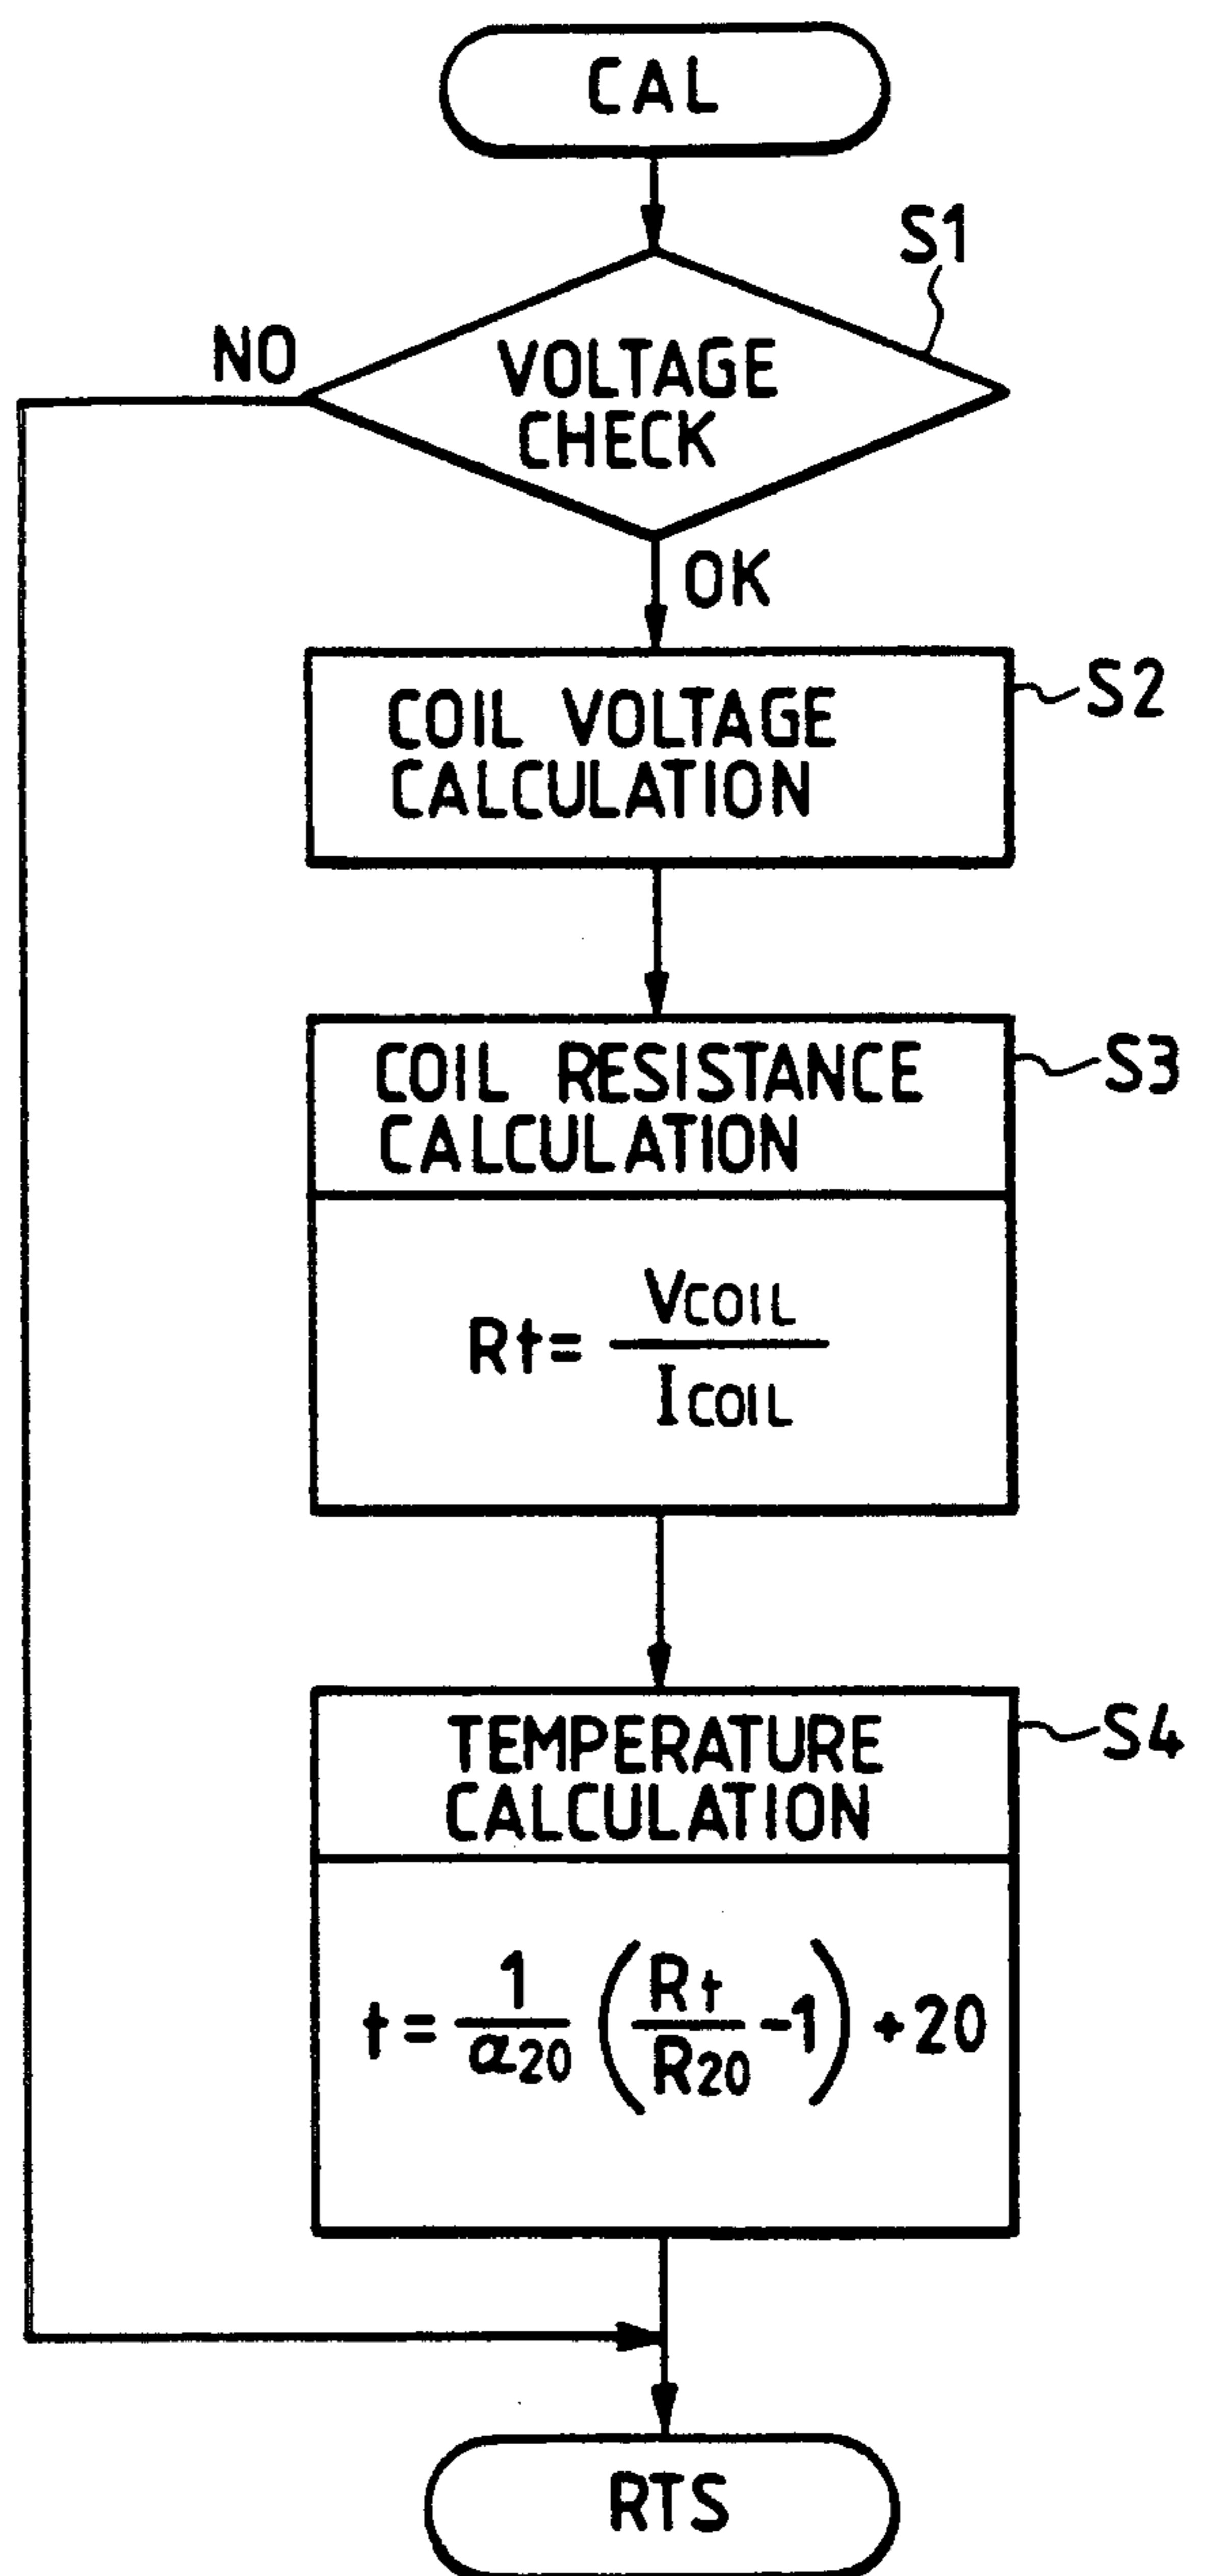 CAL
S1
NO
VOLTAGE
CHECK
OK
COIL VOLTAGE
CALCULATION
S2
COIL RESISTANCE
CALCULATION
S3
Rt= VCOIL / ICOIL
TEMPERATURE
CALCULATION
S4
t = 1/α20 (Rt/R20 -1) +20
RTS